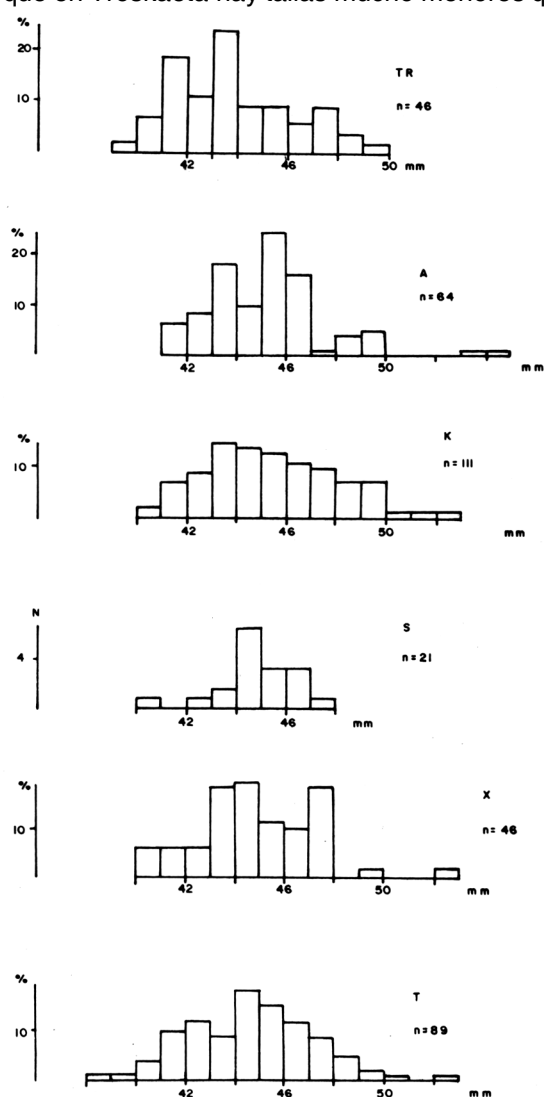 que en Troskaeta hay tallas mucho menores q
%
20
TR
10
n= 46
42 46 50 mm
%
20
A
10
n= 64
42 46 50 mm
%
K
10
n= 111
42 46 50 mm
N
S
4
n= 21
42 46 mm
%
X
10
n= 46
42 46 50 mm
%
T
10
n=89
42 46 50 mm